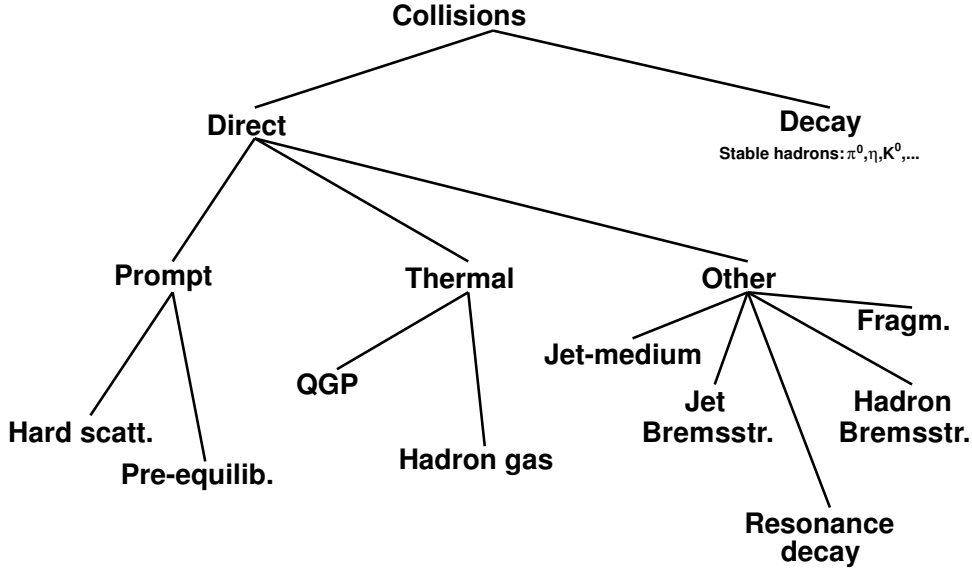 Collisions
Direct
Decay
Stable hadrons:π⁰,η,K⁰,...
Prompt
Thermal
Other
Fragm.
Jet-medium
QGP
Jet
Bremsstr.
Hadron
Bremsstr.
Hard scatt.
Pre-equilib.
Hadron gas
Resonance
decay